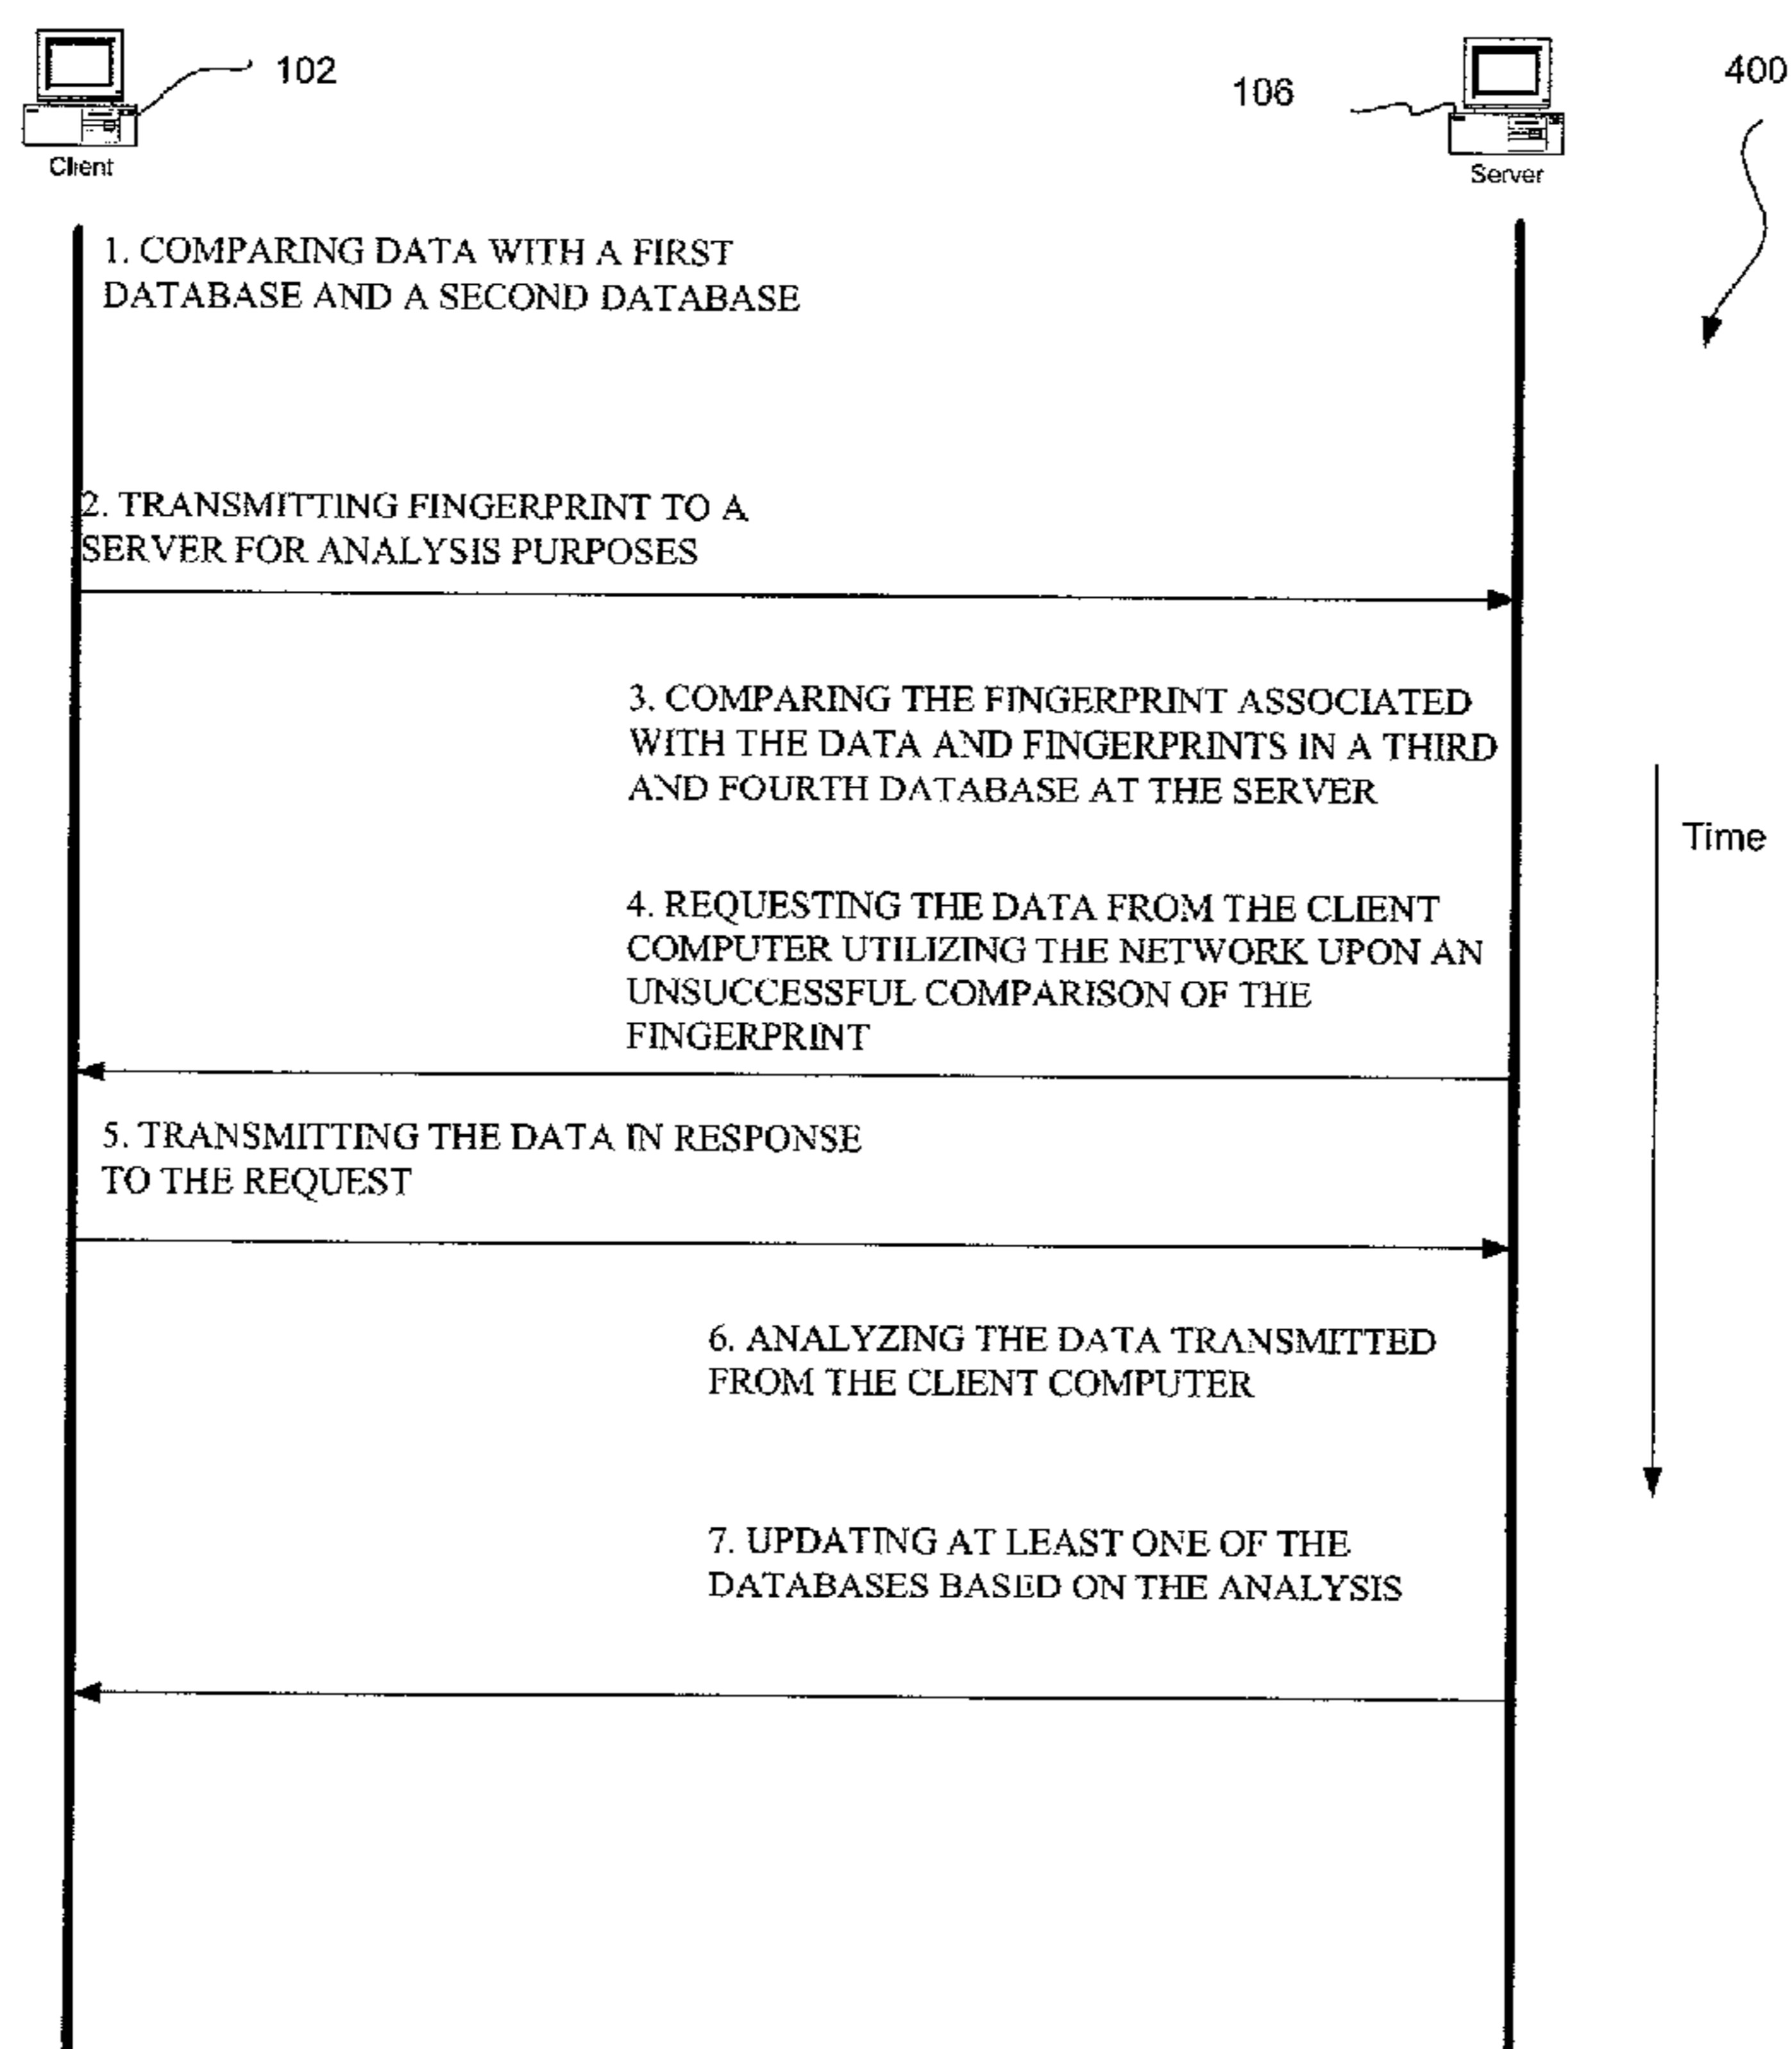 102
106
400
Client
Server
1. COMPARING DATA WITH A FIRST
DATABASE AND A SECOND DATABASE
2. TRANSMITTING FINGERPRINT TO A
SERVER FOR ANALYSIS PURPOSES
3. COMPARING THE FINGERPRINT ASSOCIATED
WITH THE DATA AND FINGERPRINTS IN A THIRD
AND FOURTH DATABASE AT THE SERVER
Time
4. REQUESTING THE DATA FROM THE CLIENT
COMPUTER UTILIZING THE NETWORK UPON AN
UNSUCCESSFUL COMPARISON OF THE
FINGERPRINT
5. TRANSMITTING THE DATA IN RESPONSE
TO THE REQUEST
6. ANALYZING THE DATA TRANSMITTED
FROM THE CLIENT COMPUTER
7. UPDATING AT LEAST ONE OF THE
DATABASES BASED ON THE ANALYSIS